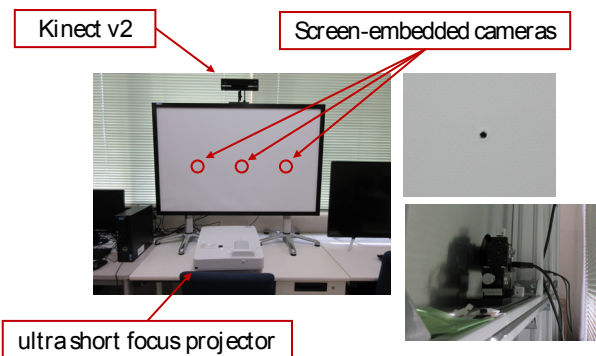 Kinect v2
Screen-embedded cameras
ultra short focus projector